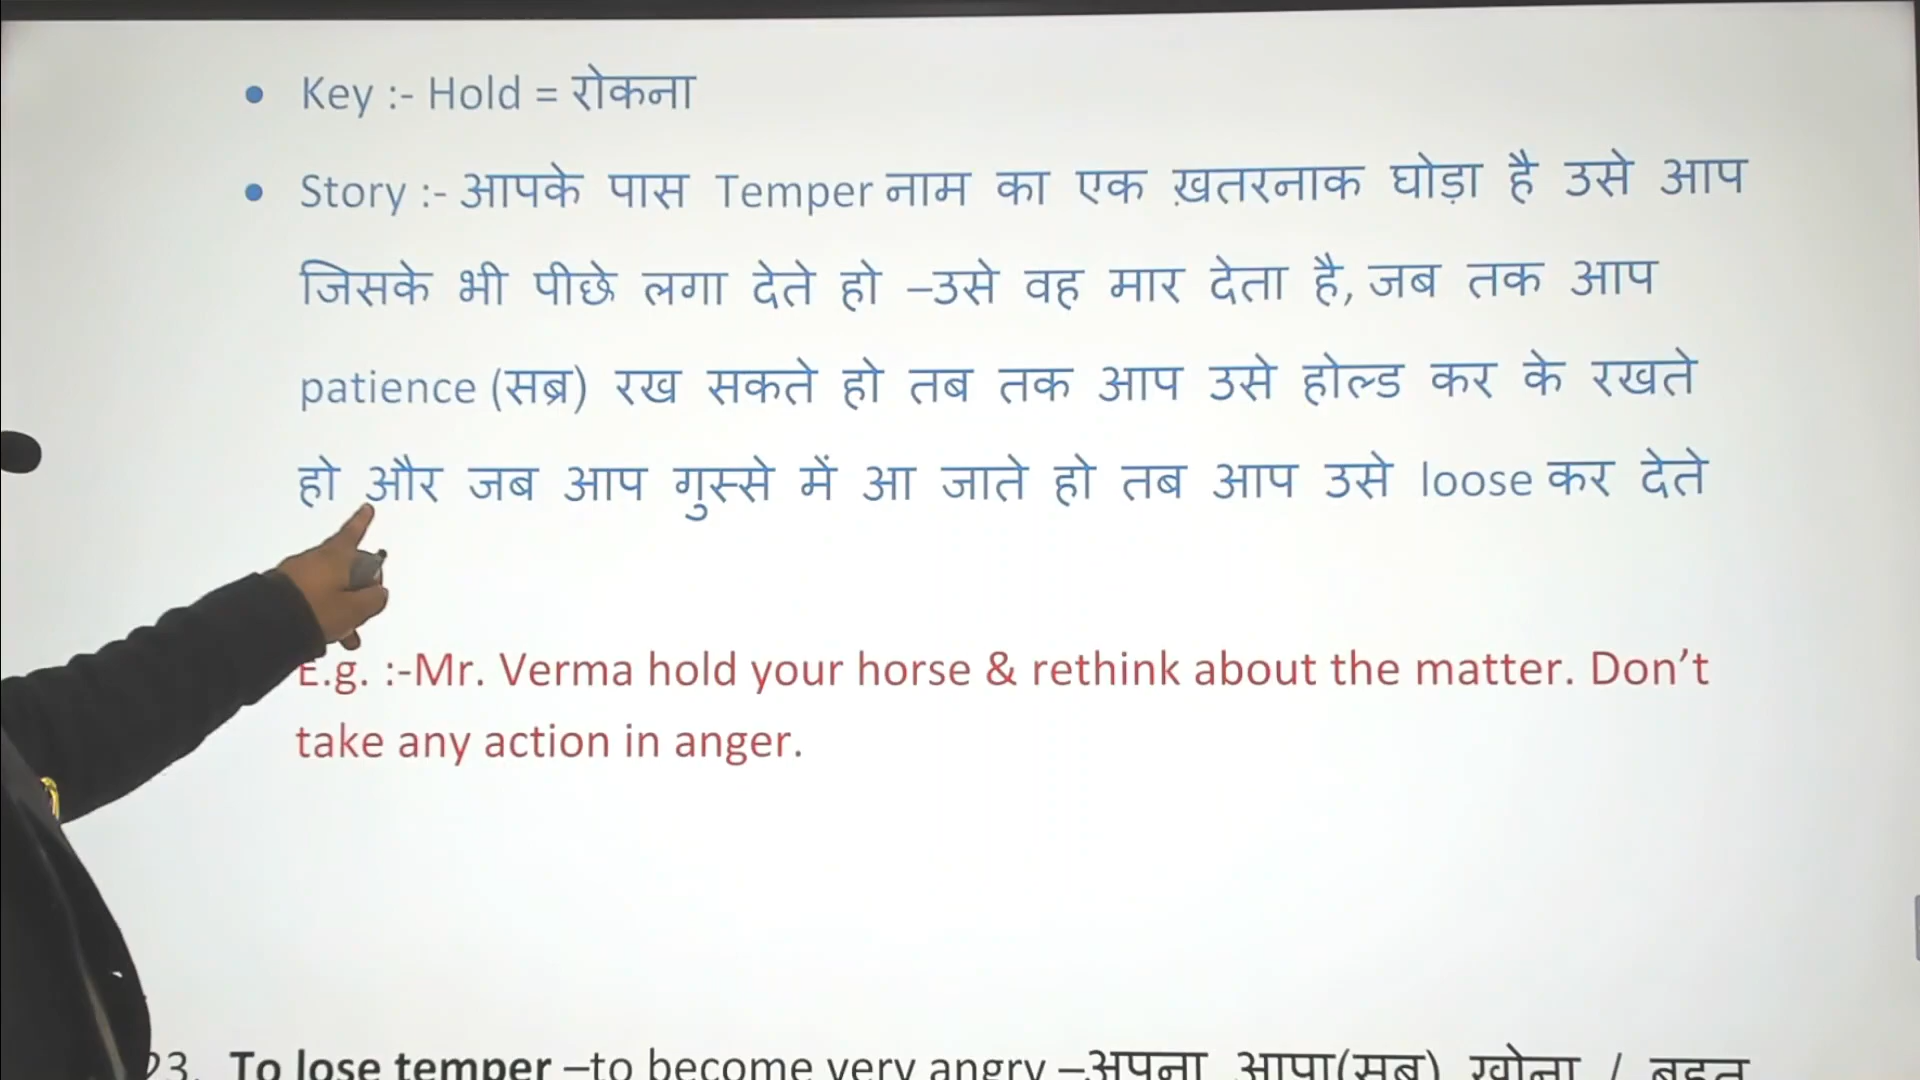 • Key :- Hold = रोकना
• Story :- आपके पास Temper नाम का एक ख़तरनाक घोड़ा है उसे आप
जिसके भी पीछे लगा देते हो –उसे वह मार देता है, जब तक आप
patience (सब्र) रख सकते हो तब तक आप उसे होल्ड कर के रखते
हो और जब आप गुस्से में आ जाते हो तब आप उसे loose कर देते
E.g. :-Mr. Verma hold your horse & rethink about the matter. Don’t
take any action in anger.
23. To lose temper –to become very angry –अपना आपा(सब्र) खोना / बहुत